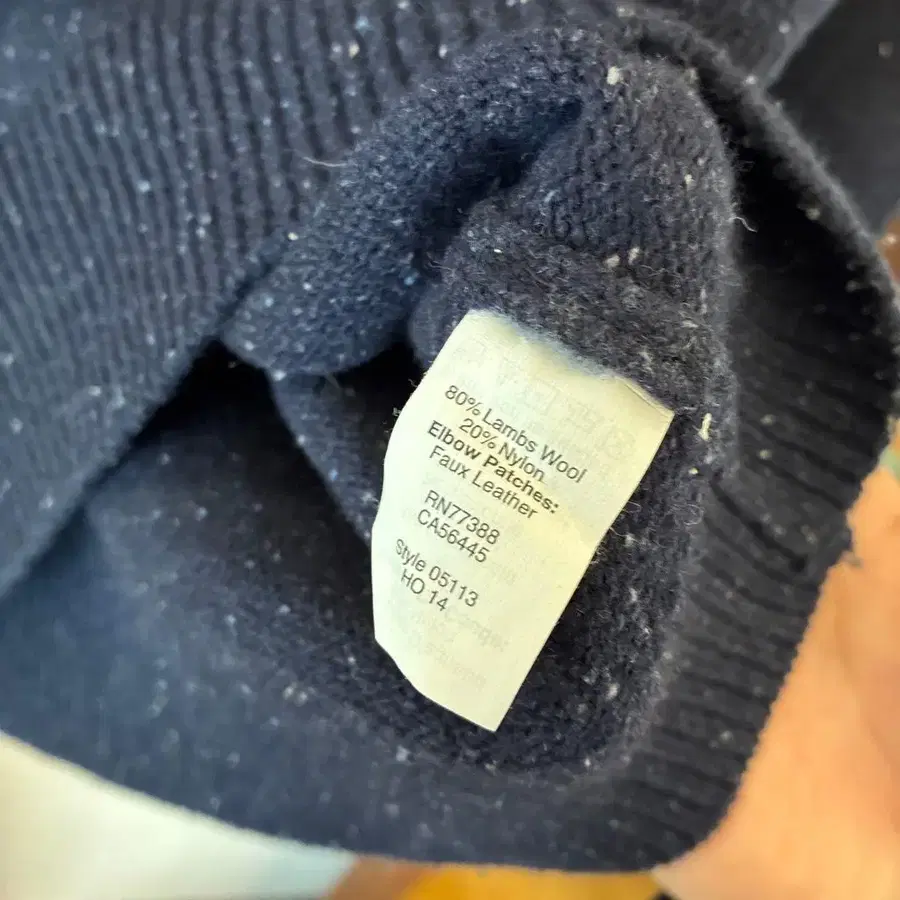 80% Lambs Wool
20% Nylon
Elbow Patches:
Faux Leather
RN77388
CA56445
Style 05113
HO 14